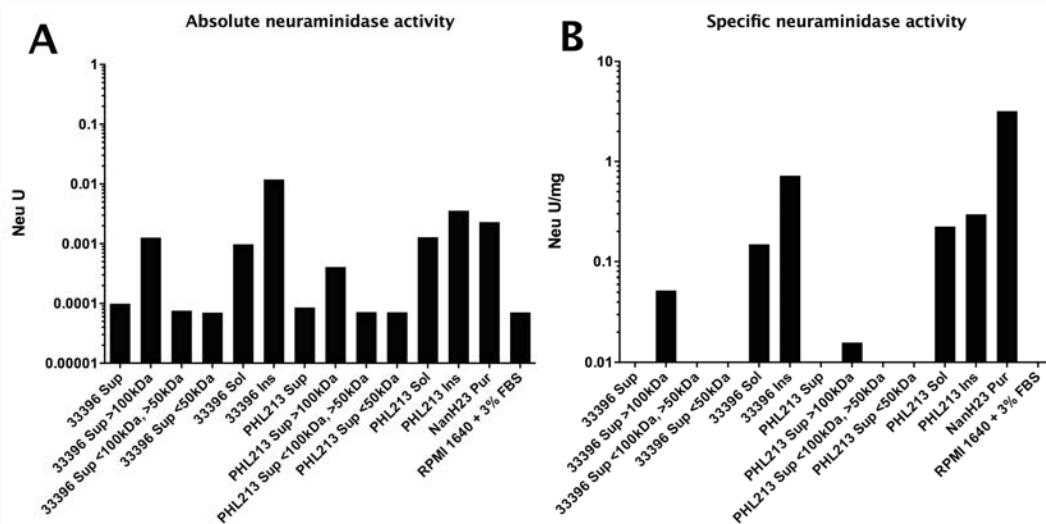 Absolute neuraminidase activity
A
Neu U
1
0.1
0.01
0.001
0.0001
0.00001
33396 Sup
33396 Sup >100kDa
33396 Sup <100kDa, >50kDa
33396 Sup <50kDa
33396 Sol
33396 Ins
PHL213 Sup
PHL213 Sup >100kDa
PHL213 Sup <100kDa, >50kDa
PHL213 Sup <50kDa
PHL213 Sol
PHL213 Ins
NanH23 Pur
RPMI 1640 + 3% FBS
Specific neuraminidase activity
B
Neu U/mg
10
1
0.1
0.01
33396 Sup
33396 Sup >100kDa
33396 Sup <100kDa, >50kDa
33396 Sup <50kDa
33396 Sol
33396 Ins
PHL213 Sup
PHL213 Sup >100kDa
PHL213 Sup <100kDa, >50kDa
PHL213 Sup <50kDa
PHL213 Sol
PHL213 Ins
NanH23 Pur
RPMI 1640 + 3% FBS